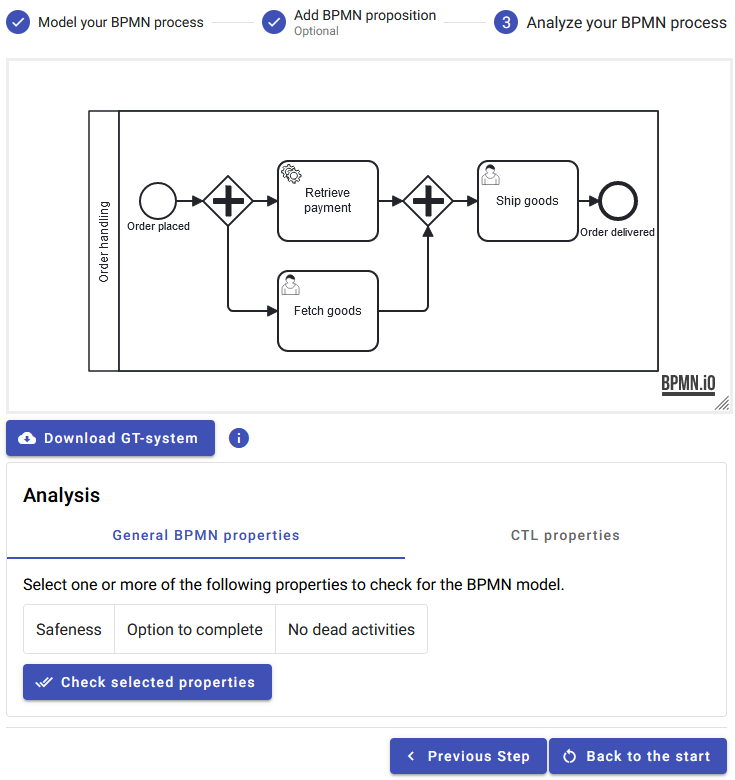 Model your BPMN process
Add BPMN proposition
Optional
3 Analyze your BPMN process
Order handling
Order placed
Retrieve
payment
Fetch goods
Ship goods
Order delivered
BPMN.iO
Download GT-system
i
Analysis
General BPMN properties
CTL properties
Select one or more of the following properties to check for the BPMN model.
Safeness
Option to complete
No dead activities
Check selected properties
Previous Step
Back to the start